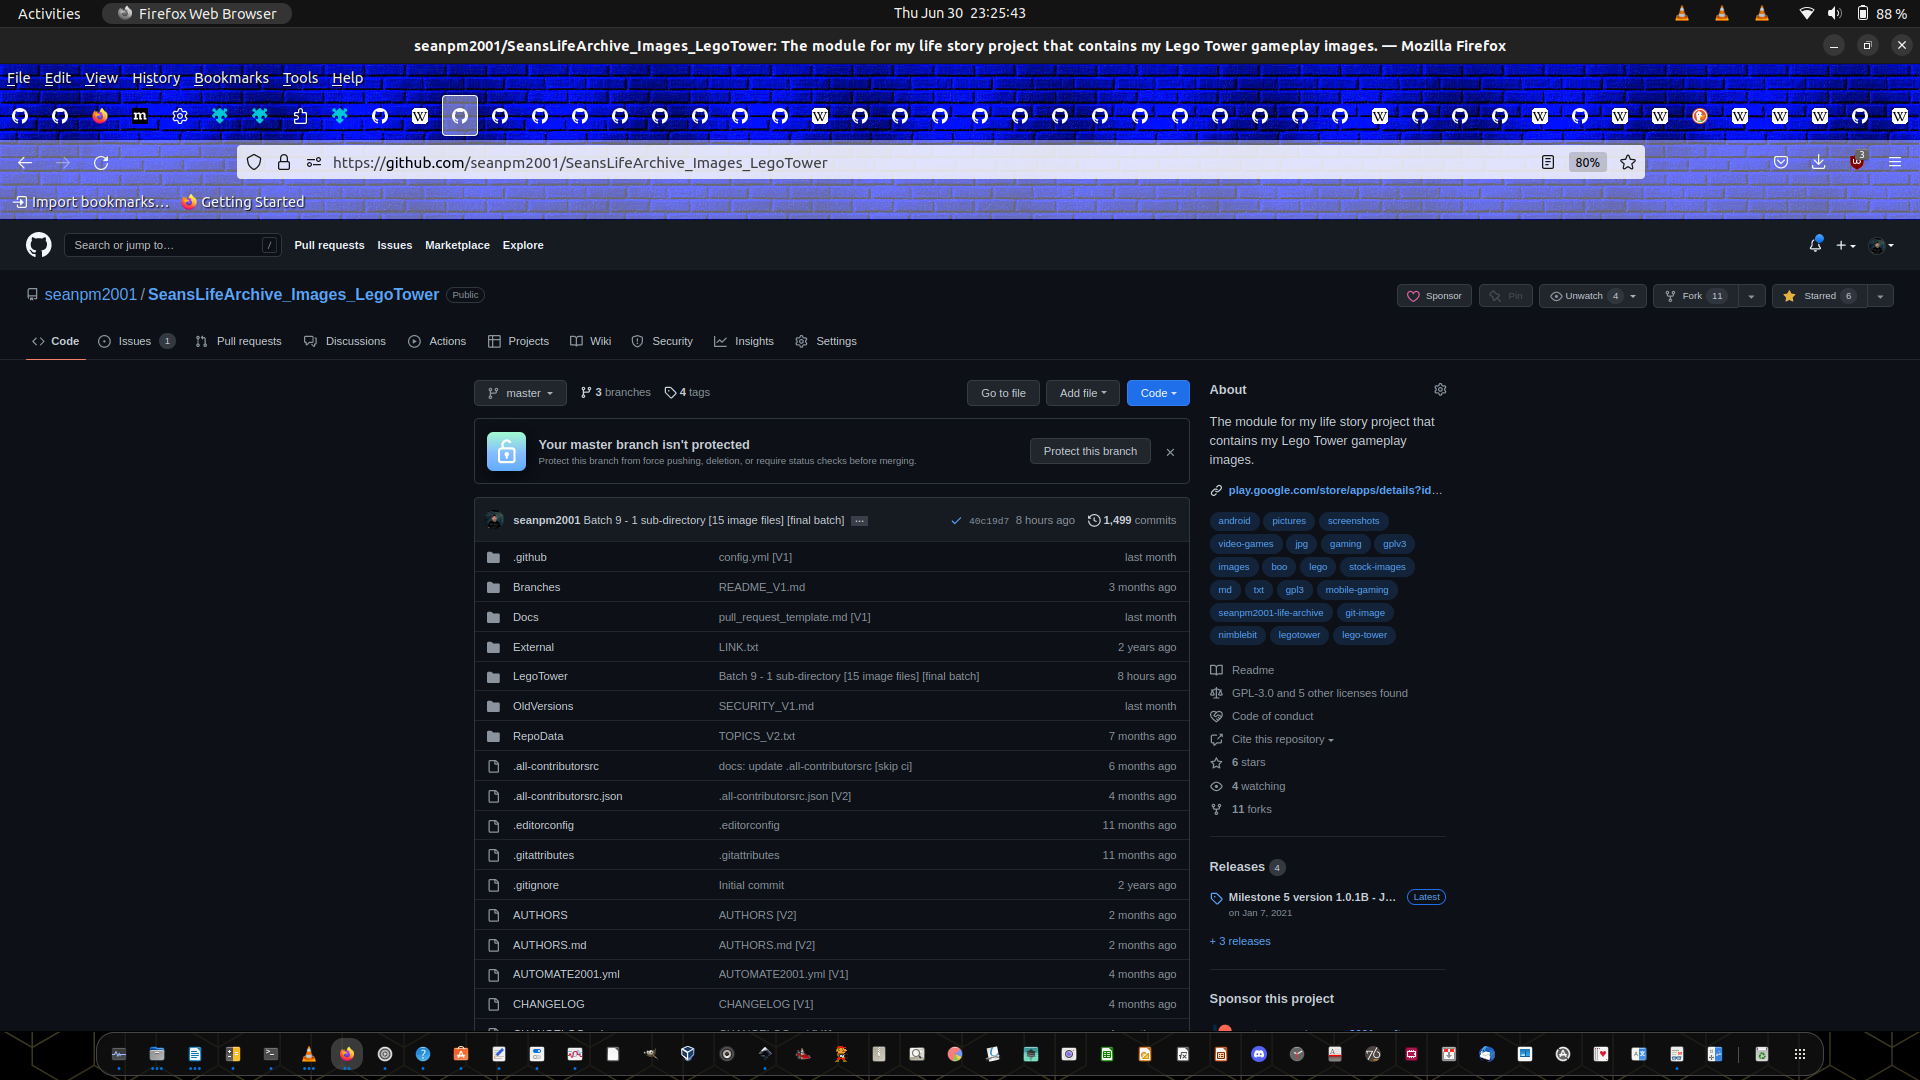 Activities
Firefox Web Browser
Thu Jun 30 23:25:43
88 %
seanpm2001/SeansLifeArchive_Images_LegoTower: The module for my life story project that contains my Lego Tower gameplay images. — Mozilla Firefox
File Edit View History Bookmarks Tools Help
https://github.com/seanpm2001/SeansLifeArchive_Images_LegoTower
80%
3
Import bookmarks…
Getting Started
Search or jump to…
/
Pull requests
Issues
Marketplace
Explore
seanpm2001 / SeansLifeArchive_Images_LegoTower
Public
Sponsor
Pin
Unwatch 4
Fork 11
Starred 6
Code
Issues 1
Pull requests
Discussions
Actions
Projects
Wiki
Security
Insights
Settings
master
3 branches
4 tags
Go to file
Add file
Code
Your master branch isn't protected
Protect this branch from force pushing, deletion, or require status checks before merging.
Protect this branch
seanpm2001 Batch 9 - 1 sub-directory [15 image files] [final batch] ...
40c19d7 8 hours ago
1,499 commits
.github config.yml [V1] last month
Branches README_V1.md 3 months ago
Docs pull_request_template.md [V1] last month
External LINK.txt 2 years ago
LegoTower Batch 9 - 1 sub-directory [15 image files] [final batch] 8 hours ago
OldVersions SECURITY_V1.md last month
RepoData TOPICS_V2.txt 7 months ago
.all-contributorsrc docs: update .all-contributorsrc [skip ci] 6 months ago
.all-contributorsrc.json .all-contributorsrc.json [V2] 4 months ago
.editorconfig .editorconfig 11 months ago
.gitattributes .gitattributes 11 months ago
.gitignore Initial commit 2 years ago
AUTHORS AUTHORS [V2] 2 months ago
AUTHORS.md AUTHORS.md [V2] 2 months ago
AUTOMATE2001.yml AUTOMATE2001.yml [V1] 4 months ago
CHANGELOG CHANGELOG [V1] 4 months ago
About
The module for my life story project that
contains my Lego Tower gameplay
images.
play.google.com/store/apps/details?id…
android pictures screenshots
video-games jpg gaming gplv3
images boo lego stock-images
md txt gpl3 mobile-gaming
seanpm2001-life-archive git-image
nimblebit legotower lego-tower
Readme
GPL-3.0 and 5 other licenses found
Code of conduct
Cite this repository
6 stars
4 watching
11 forks
Releases 4
Milestone 5 version 1.0.1B - J… Latest
on Jan 7, 2021
+ 3 releases
Sponsor this project